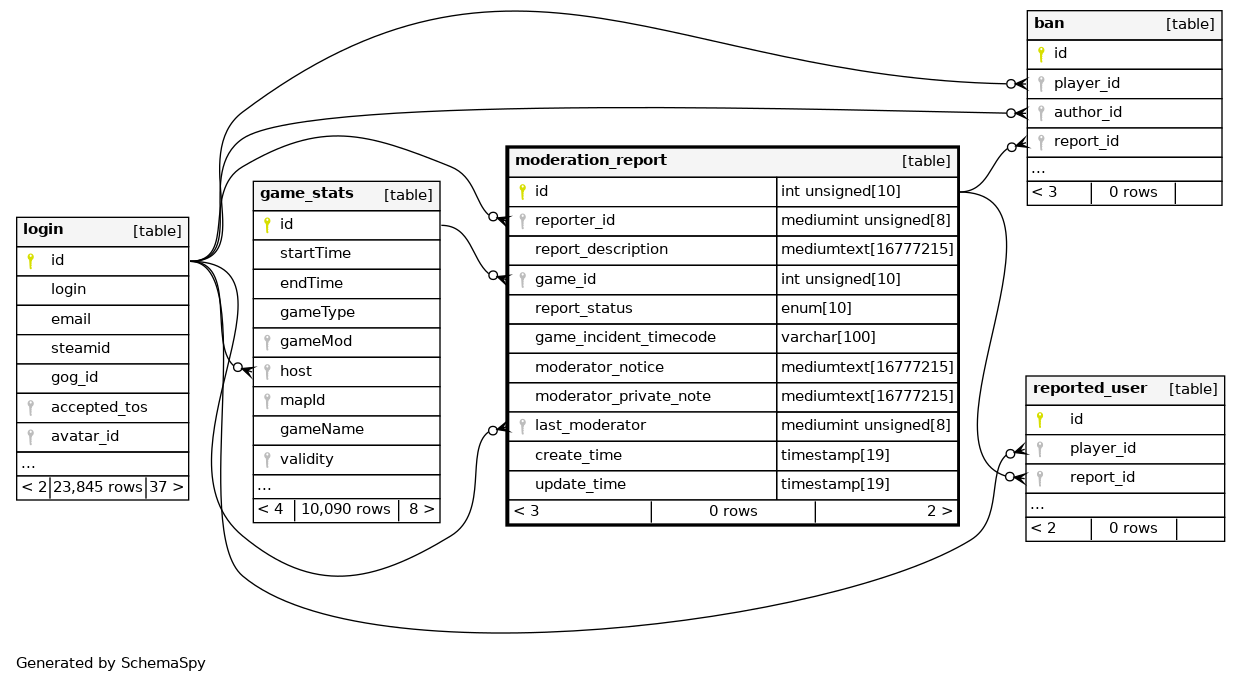 login [table]
id
login
email
steamid
gog_id
accepted_tos
avatar_id
...
< 2 23,845 rows 37 >
game_stats [table]
id
startTime
endTime
gameType
gameMod
host
mapId
gameName
validity
...
< 4 10,090 rows 8 >
moderation_report [table]
id int unsigned[10]
reporter_id mediumint unsigned[8]
report_description mediumtext[16777215]
game_id int unsigned[10]
report_status enum[10]
game_incident_timecode varchar[100]
moderator_notice mediumtext[16777215]
moderator_private_note mediumtext[16777215]
last_moderator mediumint unsigned[8]
create_time timestamp[19]
update_time timestamp[19]
< 3 0 rows 2 >
ban [table]
id
player_id
author_id
report_id
...
< 3 0 rows
reported_user [table]
id
player_id
report_id
...
< 2 0 rows
Generated by SchemaSpy